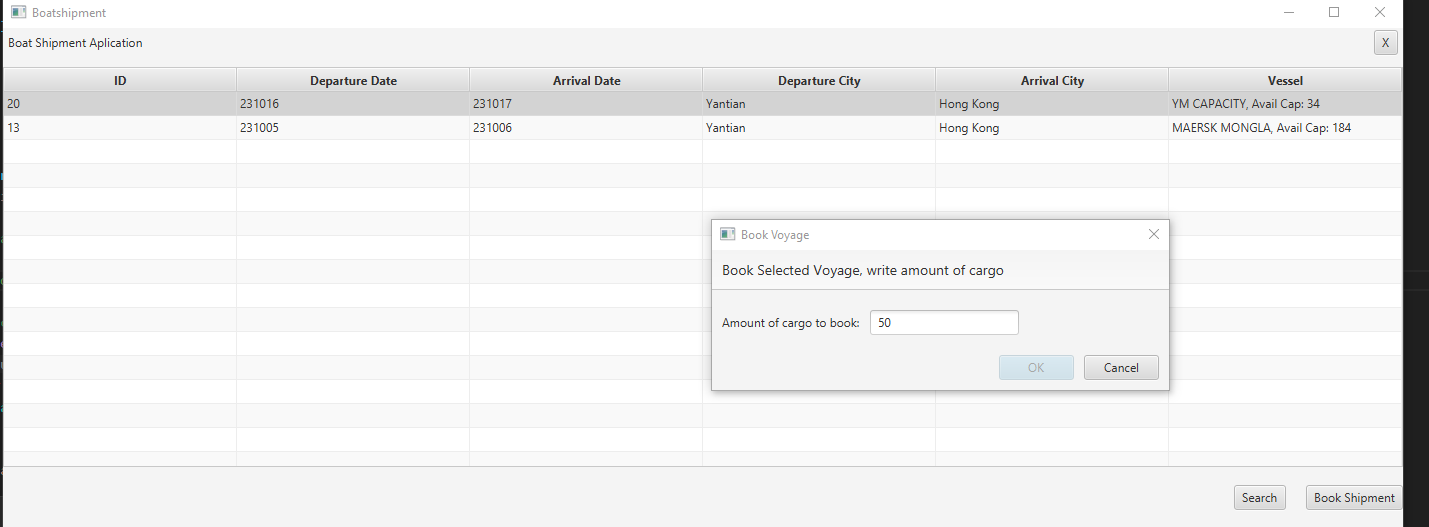 Boatshipment
Boat Shipment Aplication X
ID Departure Date Arrival Date Departure City Arrival City Vessel
20 231016 231017 Yantian Hong Kong YM CAPACITY, Avail Cap: 34
13 231005 231006 Yantian Hong Kong MAERSK MONGLA, Avail Cap: 184
Book Voyage
Book Selected Voyage, write amount of cargo
Amount of cargo to book: 50
OK Cancel
Search Book Shipment